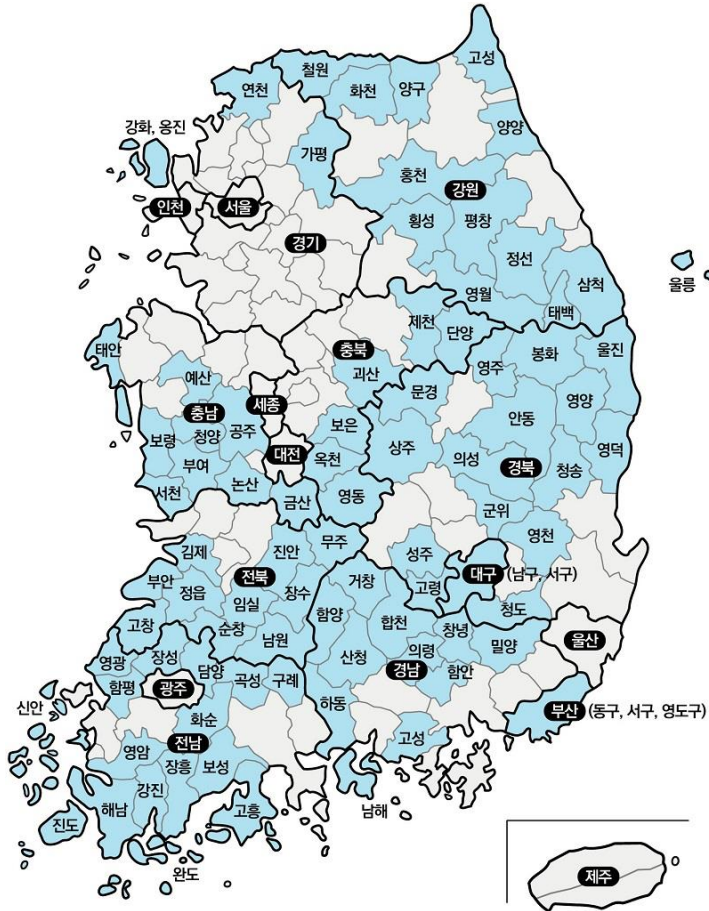 고성
철원
연천
화천
양구
강화, 옹진
양양
가평
홍천
강원
인천
서울
횡성
평창
경기
정선
삼척
울릉
영월
태백
제천
단양
태안
충북
영주
봉화
울진
예산
괴산
문경
세종
충남
보은
안동
영양
보령
청양
공주
상주
대전
옥천
의성
경북
영덕
부여
청송
서천
논산
금산
영동
군위
영천
김제
진안
무주
성주
전북
대구 (남구, 서구)
부안
정읍
장수
거창
고령
임실
청도
고창
순창
남원
함양
합천
창녕
밀양
울산
영광
장성
산청
의령
담양
경남
함안
함평
광주
곡성
구례
신안
하동
부산 (동구, 서구, 영도구)
화순
전남
고성
영암
장흥
보성
강진
해남
고흥
남해
진도
완도
제주